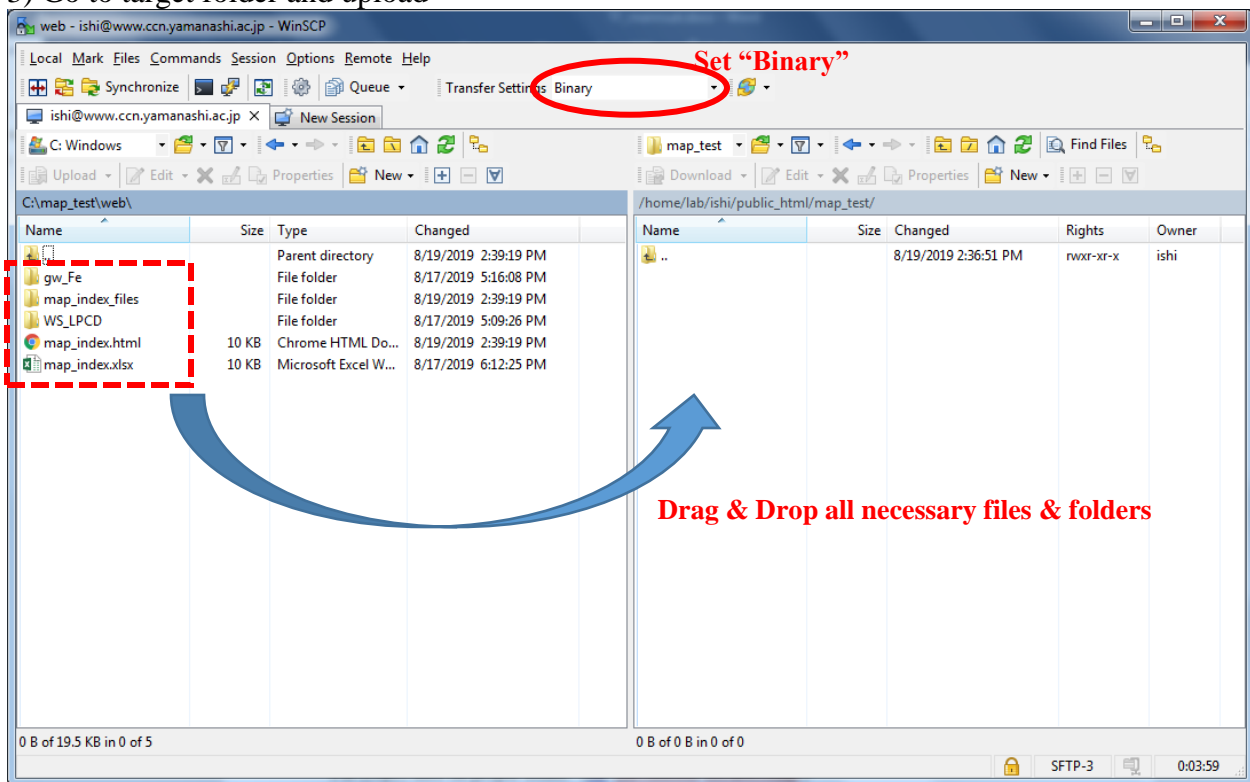 3) Go to target folder and upload
web - ishi@www.ccn.yamanashi.ac.jp - WinSCP
Local Mark Files Commands Session Options Remote Help
Set “Binary”
Synchronize Queue Transfer Settings Binary
ishi@www.ccn.yamanashi.ac.jp × New Session
C: Windows map_test Find Files
Upload Edit Properties New Download Edit Properties New
C:\map_test\web\ /home/lab/ishi/public_html/map_test/
Name Size Type Changed Name Size Changed Rights Owner
.. Parent directory 8/19/2019 2:39:19 PM .. 8/19/2019 2:36:51 PM rwxr-xr-x ishi
gw_Fe File folder 8/17/2019 5:16:08 PM
map_index_files File folder 8/19/2019 2:39:19 PM
WS_LPCD File folder 8/17/2019 5:09:26 PM
map_index.html 10 KB Chrome HTML Do... 8/19/2019 2:39:19 PM
map_index.xlsx 10 KB Microsoft Excel W... 8/17/2019 6:12:25 PM
Drag & Drop all necessary files & folders
0 B of 19.5 KB in 0 of 5 0 B of 0 B in 0 of 0
SFTP-3 0:03:59